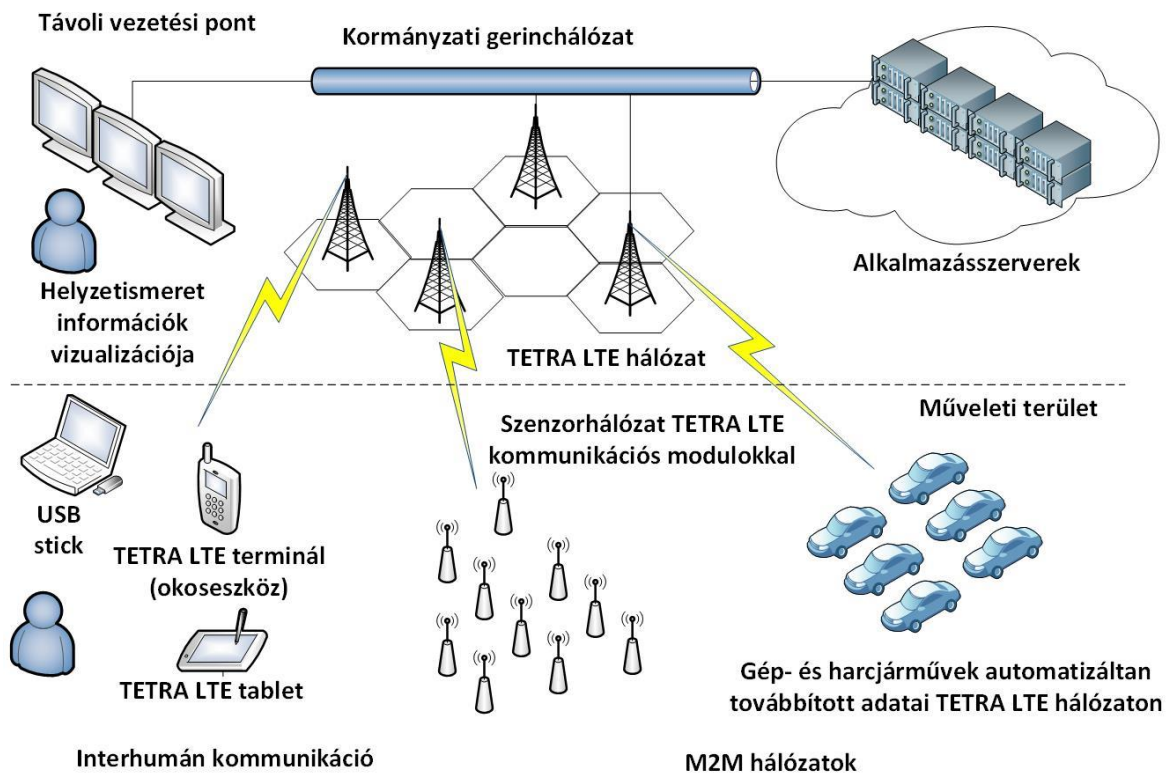 Távoli vezetési pont
Kormányzati gerinchálózat
Alkalmazásszerverek
Helyzetismeret
információk
vizualizációja
TETRA LTE hálózat
Műveleti terület
Szenzorhálózat TETRA LTE
kommunikációs modulokkal
USB
stick
TETRA LTE terminál
(okoseszköz)
TETRA LTE tablet
Gép- és harcjárművek automatizáltan
továbbított adatai TETRA LTE hálózaton
Interhumán kommunikáció
M2M hálózatok